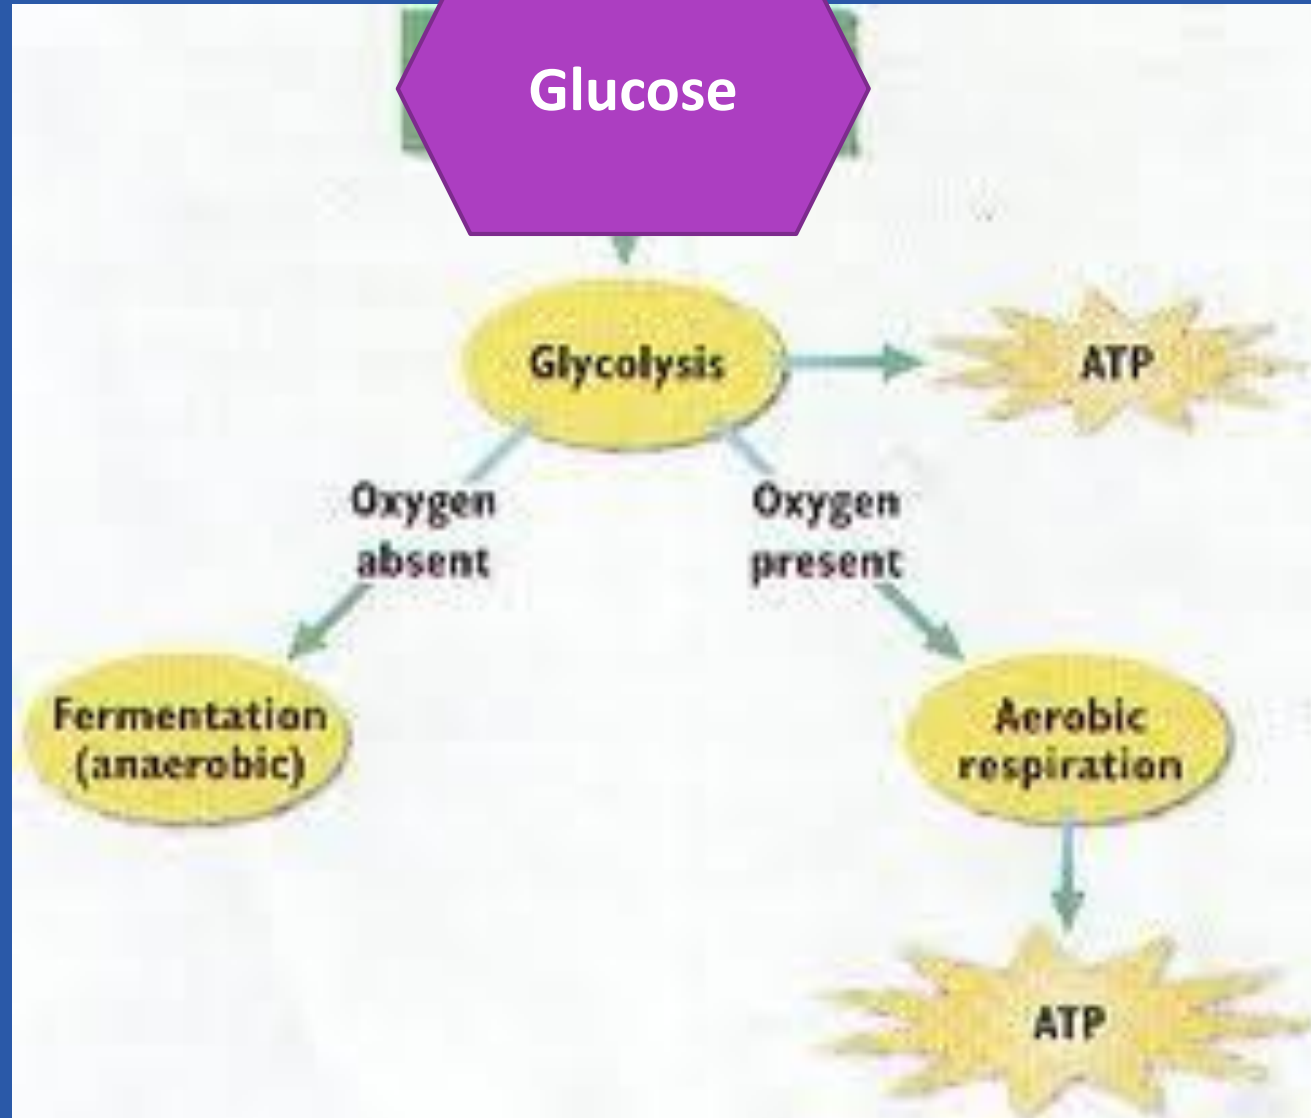 Glucose
Glycolysis
ATP
Oxygen
absent
Oxygen
present
Fermentation
(anaerobic)
Aerobic
respiration
ATP